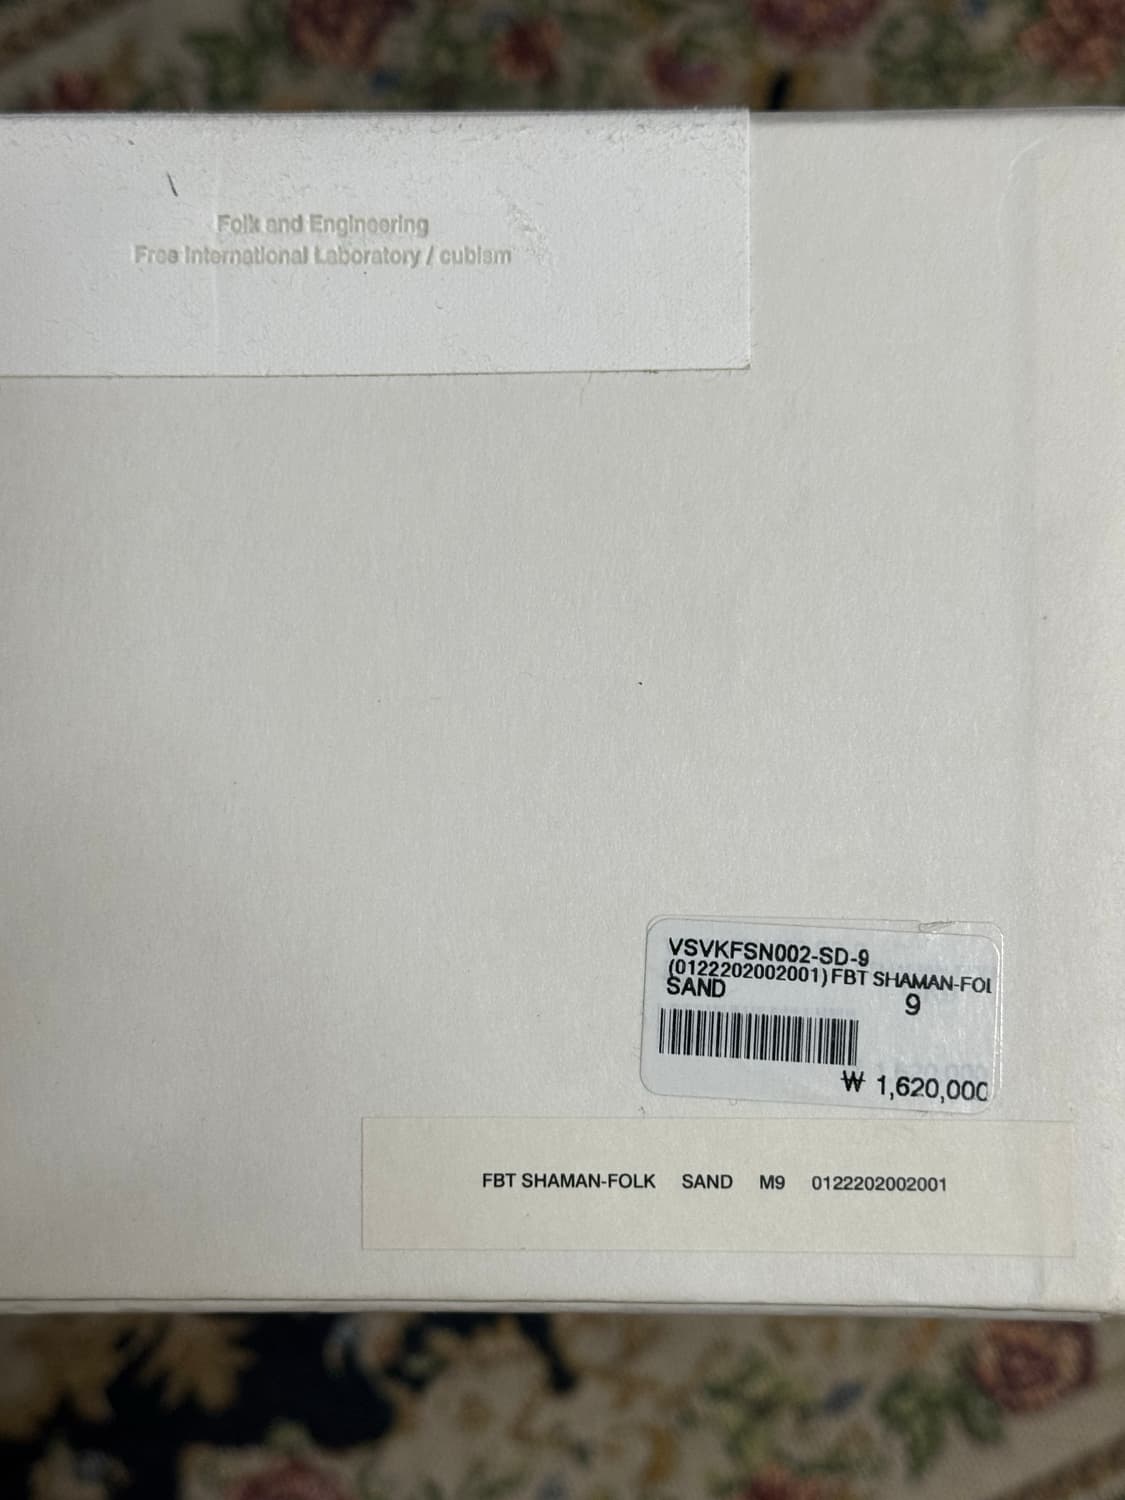 Folk and Engineering
Free International Laboratory / cubism
VSVKFSN002-SD-9
(0122202002001) FBT SHAMAN-FOL
SAND
9
₩ 1,620,000
FBT SHAMAN-FOLK SAND M9 0122202002001